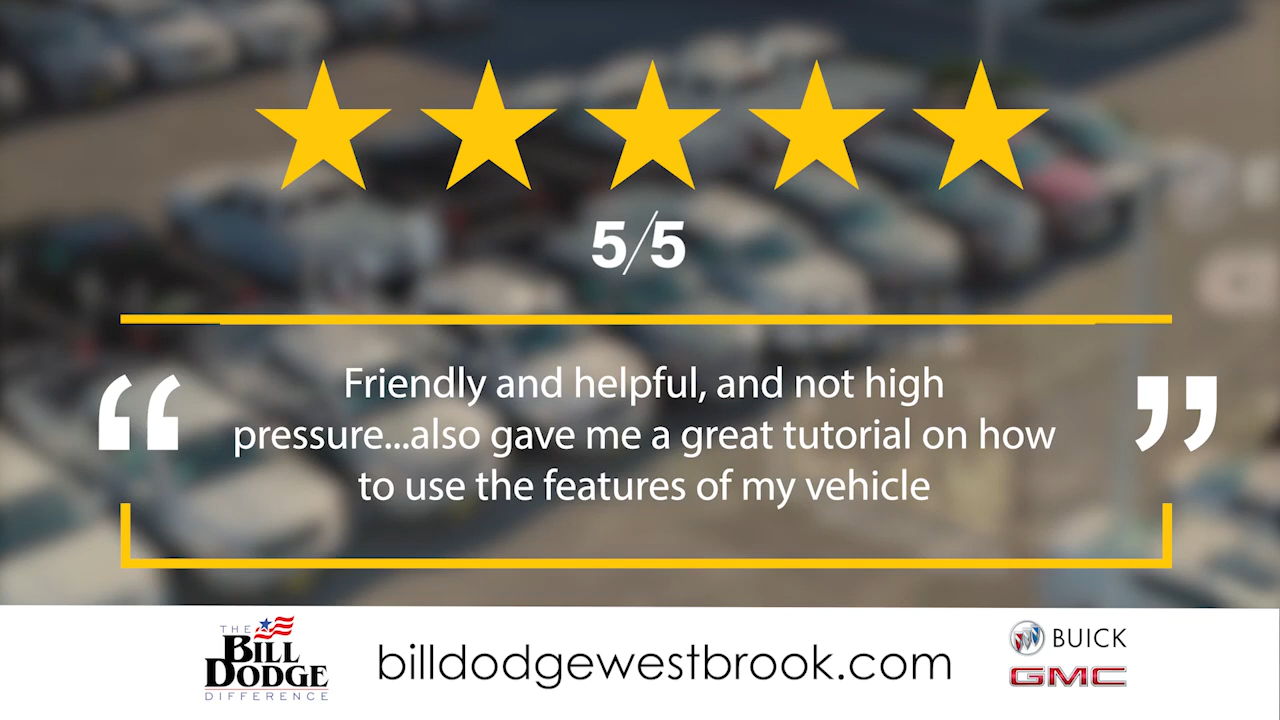 5/5
“Friendly and helpful, and not high
pressure...also gave me a great tutorial on how
to use the features of my vehicle”
THE
BILL
DODGE
DIFFERENCE
billdodgewestbrook.com
BUICK
GMC